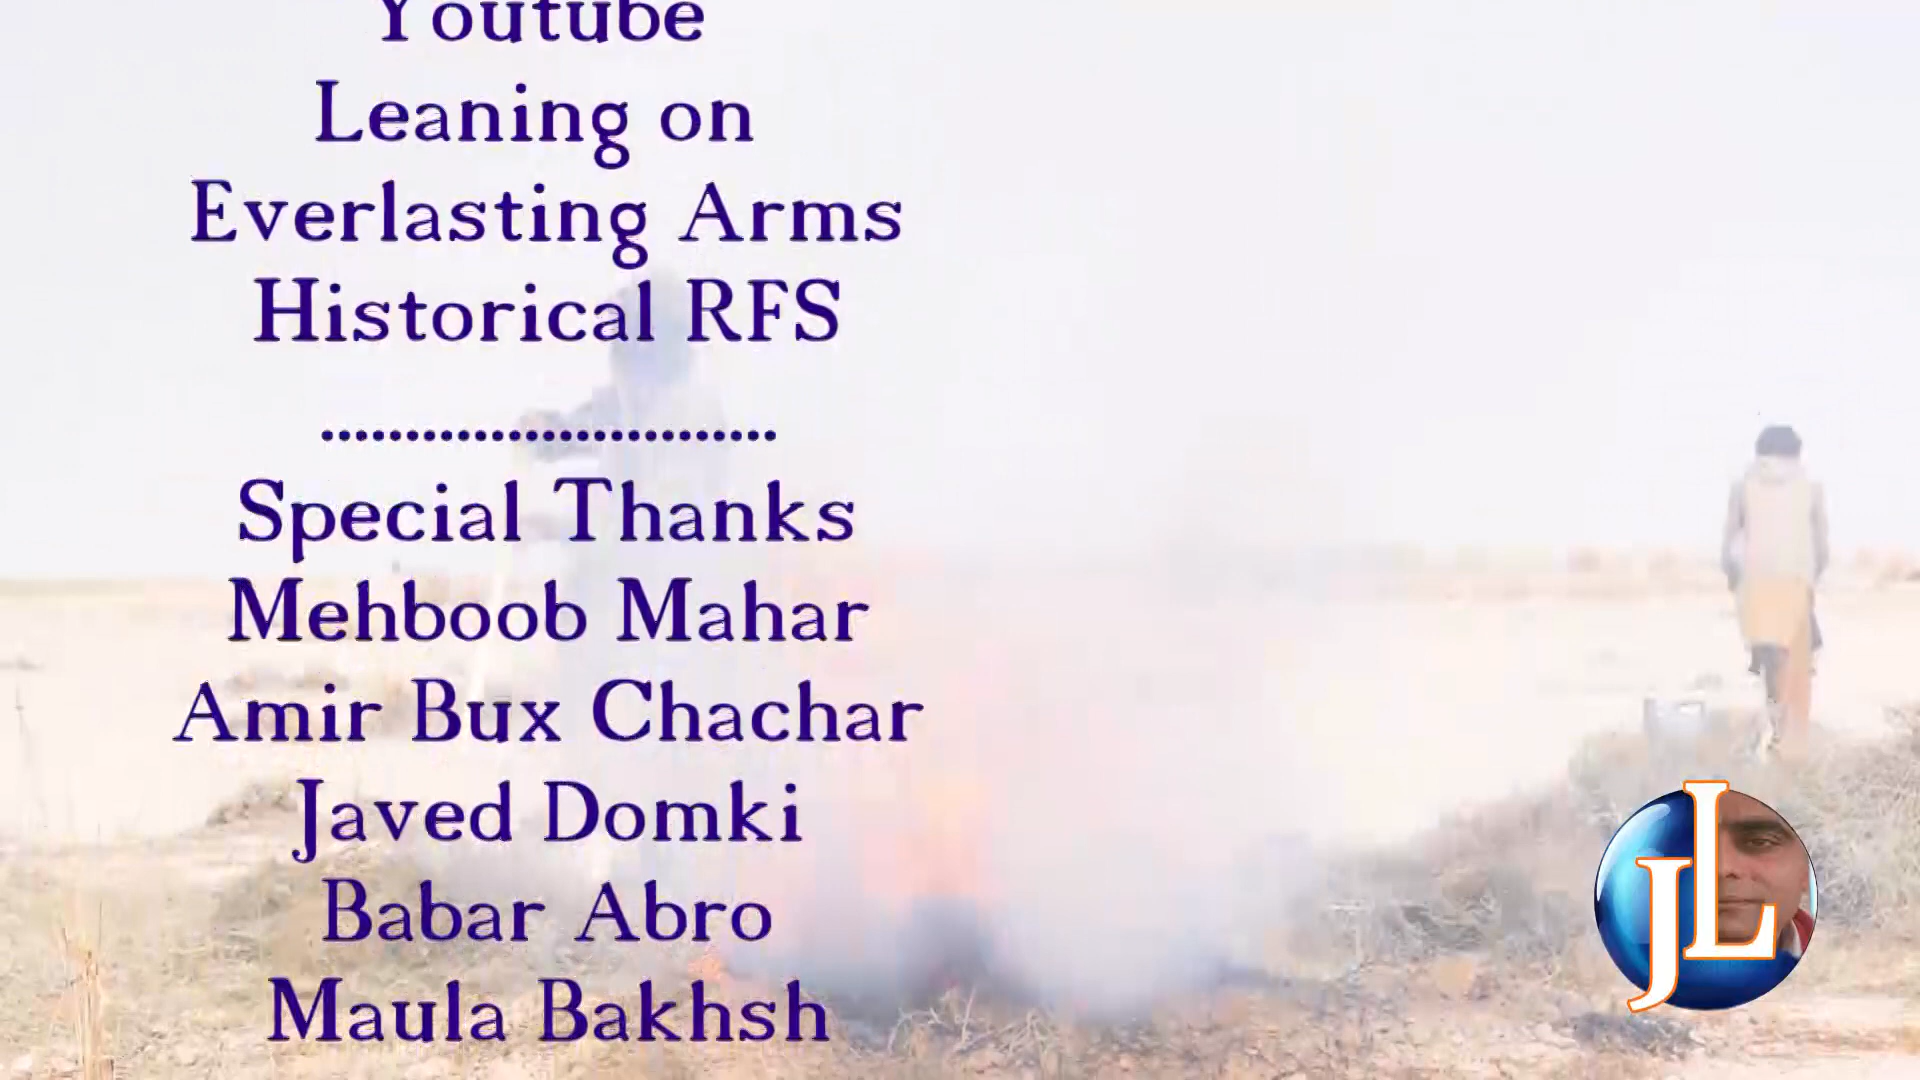 Youtube
Leaning on
Everlasting Arms
Historical RFS
................................
Special Thanks
Mehboob Mahar
Amir Bux Chachar
Javed Domki
Babar Abro
Maula Bakhsh
JL